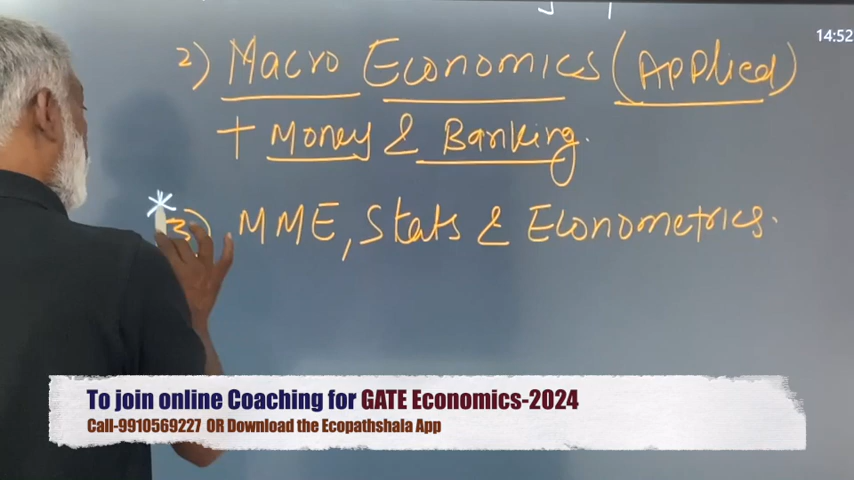 14:52
2) Macro Economics (Applied)
+ Money & Banking.
* 3) MME, Stats & Econometrics.
To join online Coaching for GATE Economics-2024
Call-9910569227 OR Download the Ecopathshala App